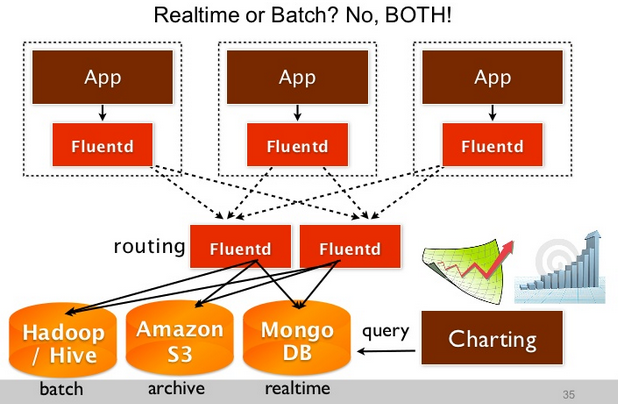 Realtime or Batch? No, BOTH!
App
App
App
Fluentd
Fluentd
Fluentd
routing
Fluentd
Fluentd
Hadoop
/ Hive
Amazon
S3
Mongo
DB
query
Charting
batch
archive
realtime
35